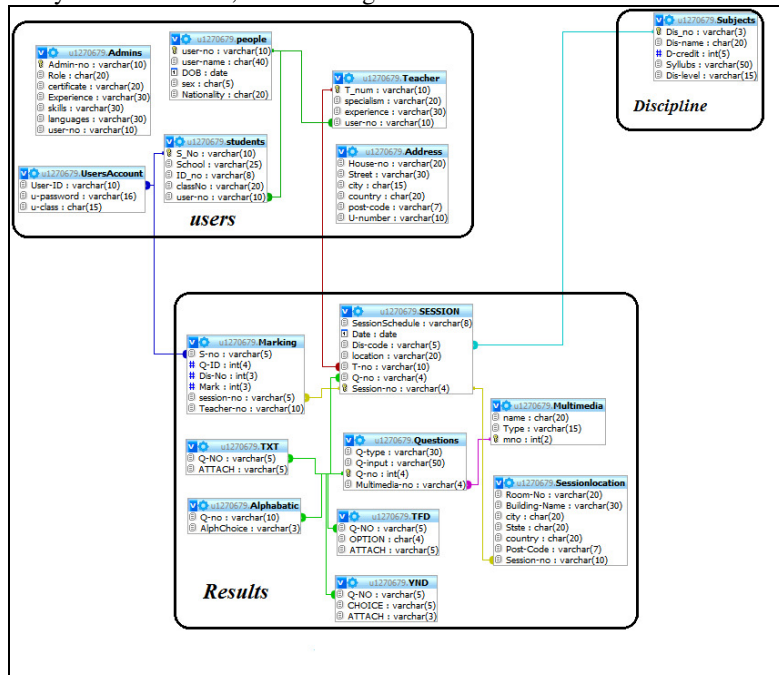 u1270679.Admins
Admin-no : varchar(10)
Role : char(20)
certificate : varchar(20)
Experience : varchar(30)
skills : varchar(30)
languages : varchar(30)
user-no : varchar(10)
u1270679.people
user-no : varchar(10)
user-name : char(40)
DOB : date
sex : char(5)
Nationality : char(20)
u1270679.Teacher
T_num : varchar(10)
specialism : varchar(20)
experience : varchar(30)
user-no : varchar(10)
u1270679.students
S_No : varchar(10)
School : varchar(25)
ID_no : varchar(8)
classNo : varchar(20)
user-no : varchar(10)
u1270679.UsersAccount
User-ID : varchar(10)
u-password : varchar(16)
u-class : char(15)
u1270679.Address
House-no : varchar(20)
Street : varchar(30)
city : char(15)
country : char(20)
post-code : varchar(7)
U-number : varchar(10)
users
u1270679.Subjects
Dis_no : varchar(3)
Dis-name : char(20)
D-credit : int(5)
Syllubs : varchar(50)
Dis-level : varchar(15)
Discipline
u1270679.SESSION
SessionSchedule : varchar(8)
Date : date
Dis-code : varchar(5)
location : varchar(20)
T-no : varchar(10)
Q-no : varchar(4)
Session-no : varchar(4)
u1270679.Marking
S-no : varchar(5)
Q-ID : int(4)
Dis-No : int(3)
Mark : int(3)
session-no : varchar(5)
Teacher-no : varchar(10)
u1270679.Multimedia
name : char(20)
Type : varchar(15)
mno : int(2)
u1270679.TXT
Q-NO : varchar(5)
ATTACH : varchar(5)
u1270679.Questions
Q-type : varchar(30)
Q-input : varchar(50)
Q-no : int(4)
Multimedia-no : varchar(4)
u1270679.Sessionlocation
Room-No : varchar(20)
Building-Name : varchar(30)
city : char(20)
State : char(20)
country : char(20)
Post-Code : varchar(7)
Session-no : varchar(10)
u1270679.Alphabatic
Q-no : varchar(10)
AlphChoice : varchar(3)
u1270679.TFD
Q-NO : varchar(5)
OPTION : char(4)
ATTACH : varchar(5)
u1270679.YND
Q-NO : varchar(5)
CHOICE : varchar(5)
ATTACH : varchar(3)
Results